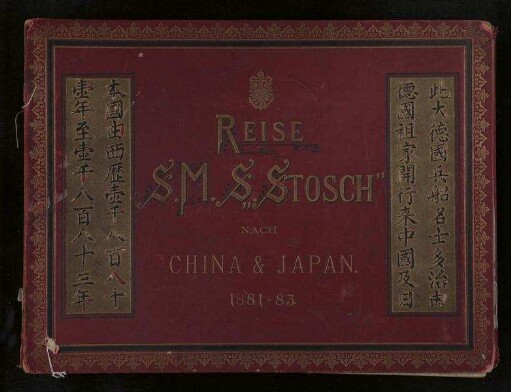 REISE
S.M.S. „STOSCH"
NACH
CHINA & JAPAN.
1881-83.
此大德國兵船名士多治由
德國祖家開行来中國及日
本國由西歷壹千八百八十
壹年至壹千八百八十三年